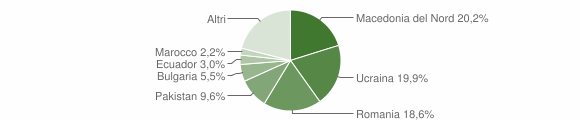 Altri
Macedonia del Nord 20,2%
Marocco 2,2%
Ecuador 3,0%
Bulgaria 5,5%
Ucraina 19,9%
Pakistan 9,6%
Romania 18,6%